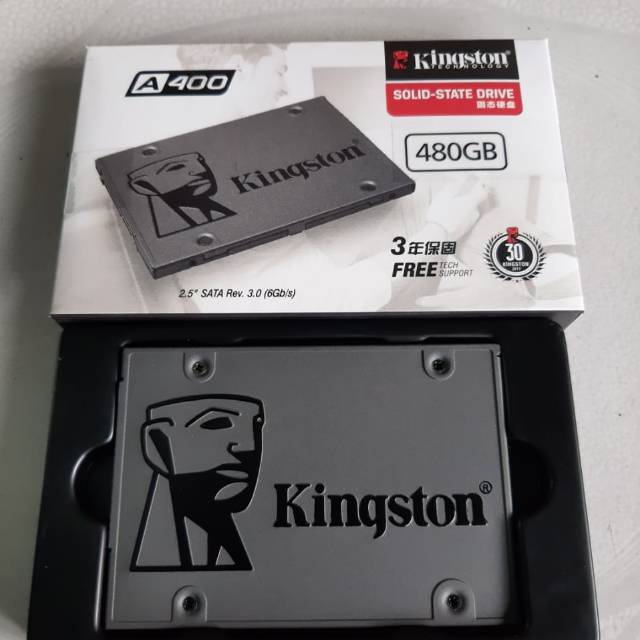 A400
Kingston
TECHNOLOGY
SOLID-STATE DRIVE
固态硬盘
480GB
Kingston
3年保固
FREE TECH SUPPORT
30
KINGSTON
2.5" SATA Rev. 3.0 (6Gb/s)
Kingston®